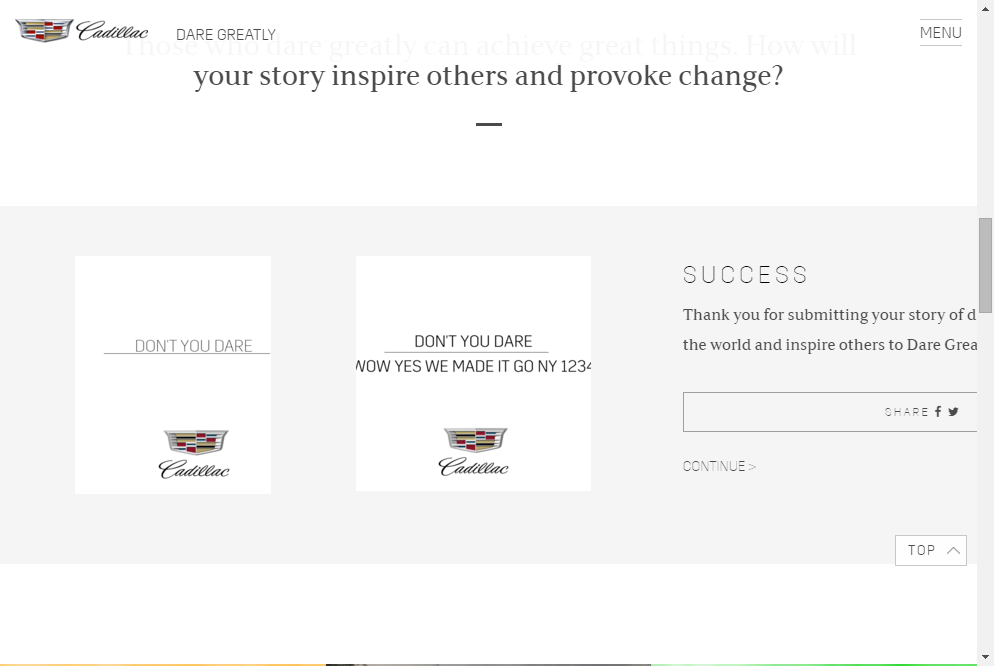 Cadillac
DARE GREATLY
MENU
Those who dare greatly can achieve great things. How will
your story inspire others and provoke change?
DON'T YOU DARE
Cadillac
DON'T YOU DARE
WOW YES WE MADE IT GO NY 1234
Cadillac
SUCCESS
Thank you for submitting your story of d
the world and inspire others to Dare Grea
SHARE
CONTINUE >
TOP